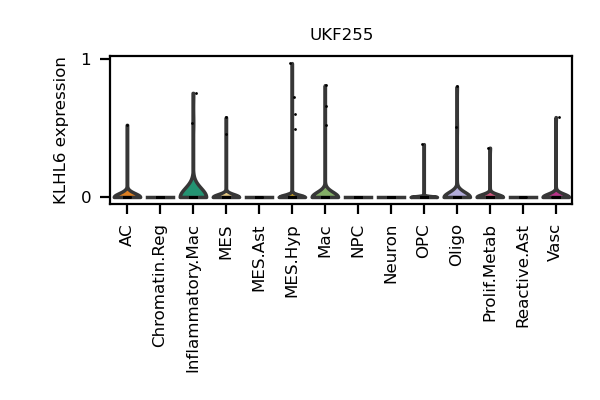 UKF255
KLHL6 expression
1
0
AC
Chromatin.Reg
Inflammatory.Mac
MES
MES.Ast
MES.Hyp
Mac
NPC
Neuron
OPC
Oligo
Prolif.Metab
Reactive.Ast
Vasc